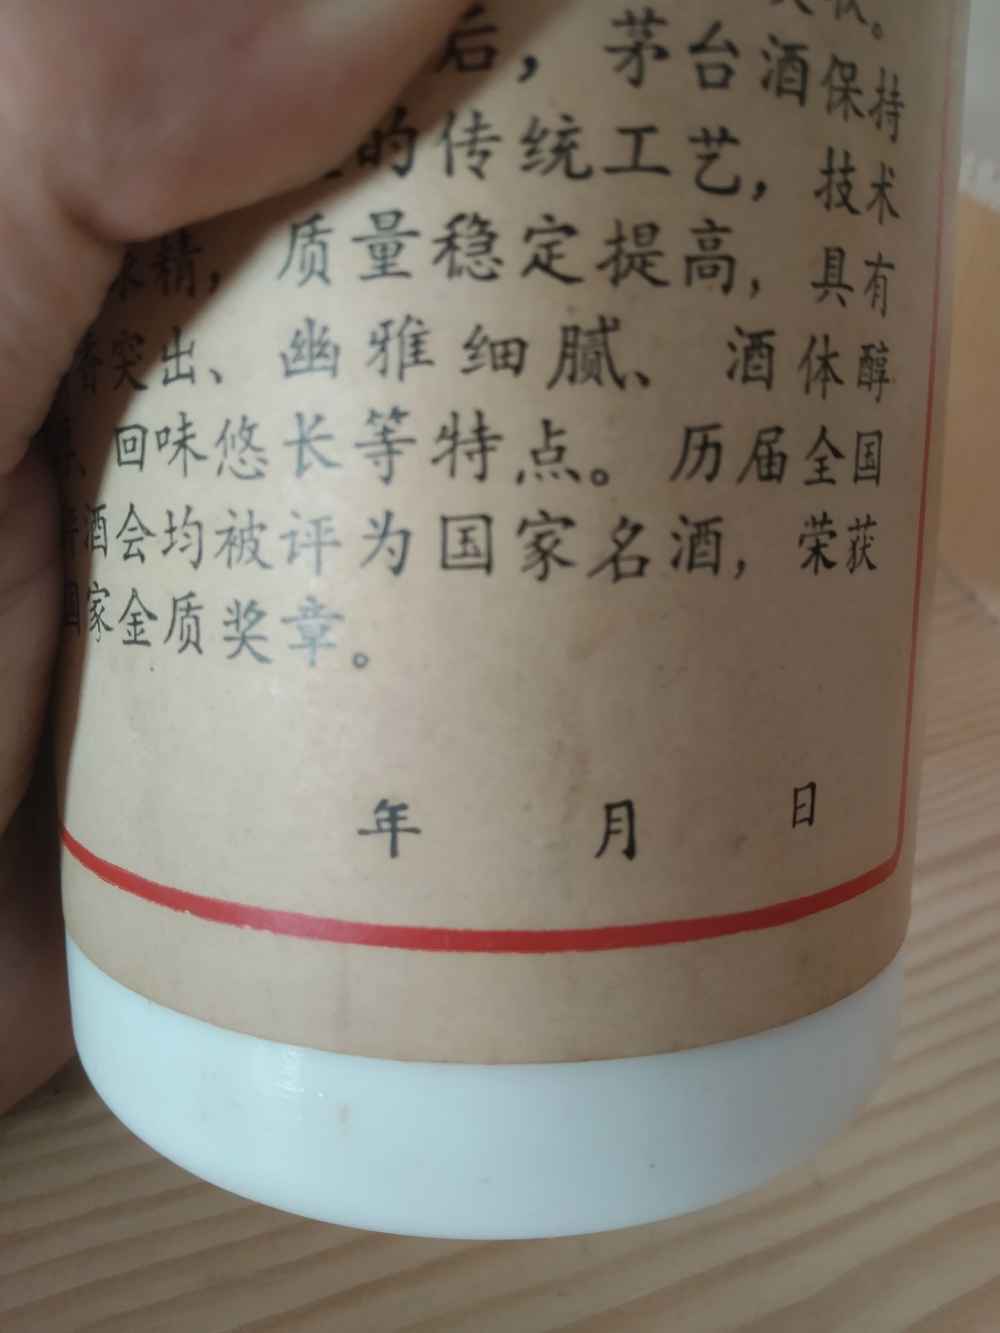 后，茅台酒保持
的传统工艺，技术
精，质量稳定提高，具有
香突出、幽雅细腻、酒体醇
、回味悠长等特点。历届全国
酒会均被评为国家名酒，荣获
国家金质奖章。
年 月 日